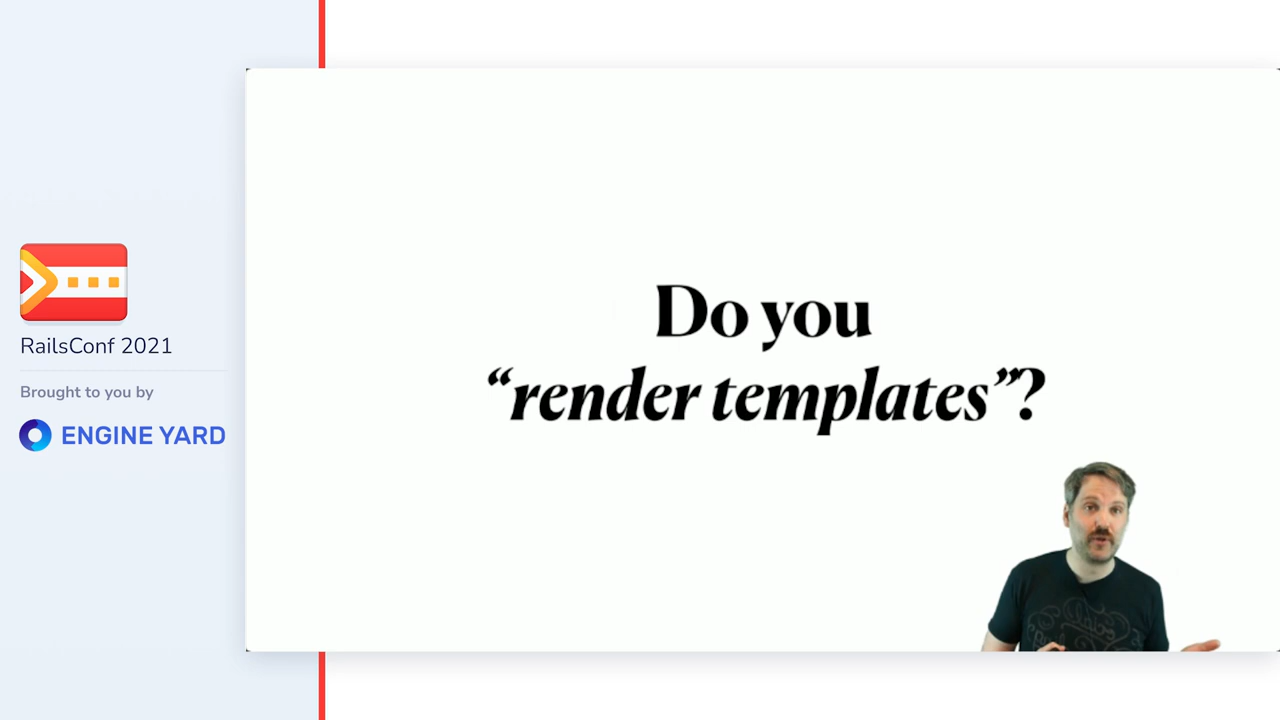 RailsConf 2021
Brought to you by
ENGINE YARD
Do you
“render templates”?